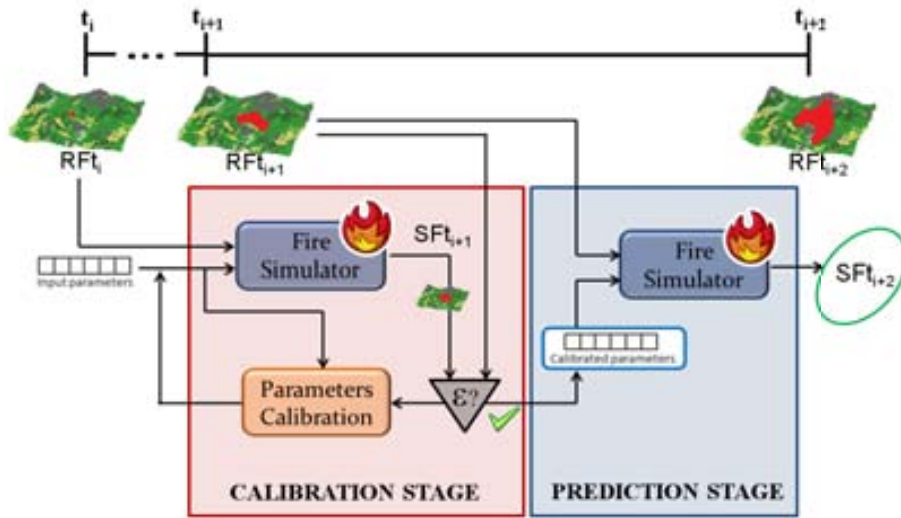 ti
ti+1
ti+2
RFti
RFti+1
RFti+2
Fire
Simulator
SFti+1
Fire
Simulator
SFti+2
Input parameters
Calibrated parameters
Parameters
Calibration
ε?
CALIBRATION STAGE
PREDICTION STAGE